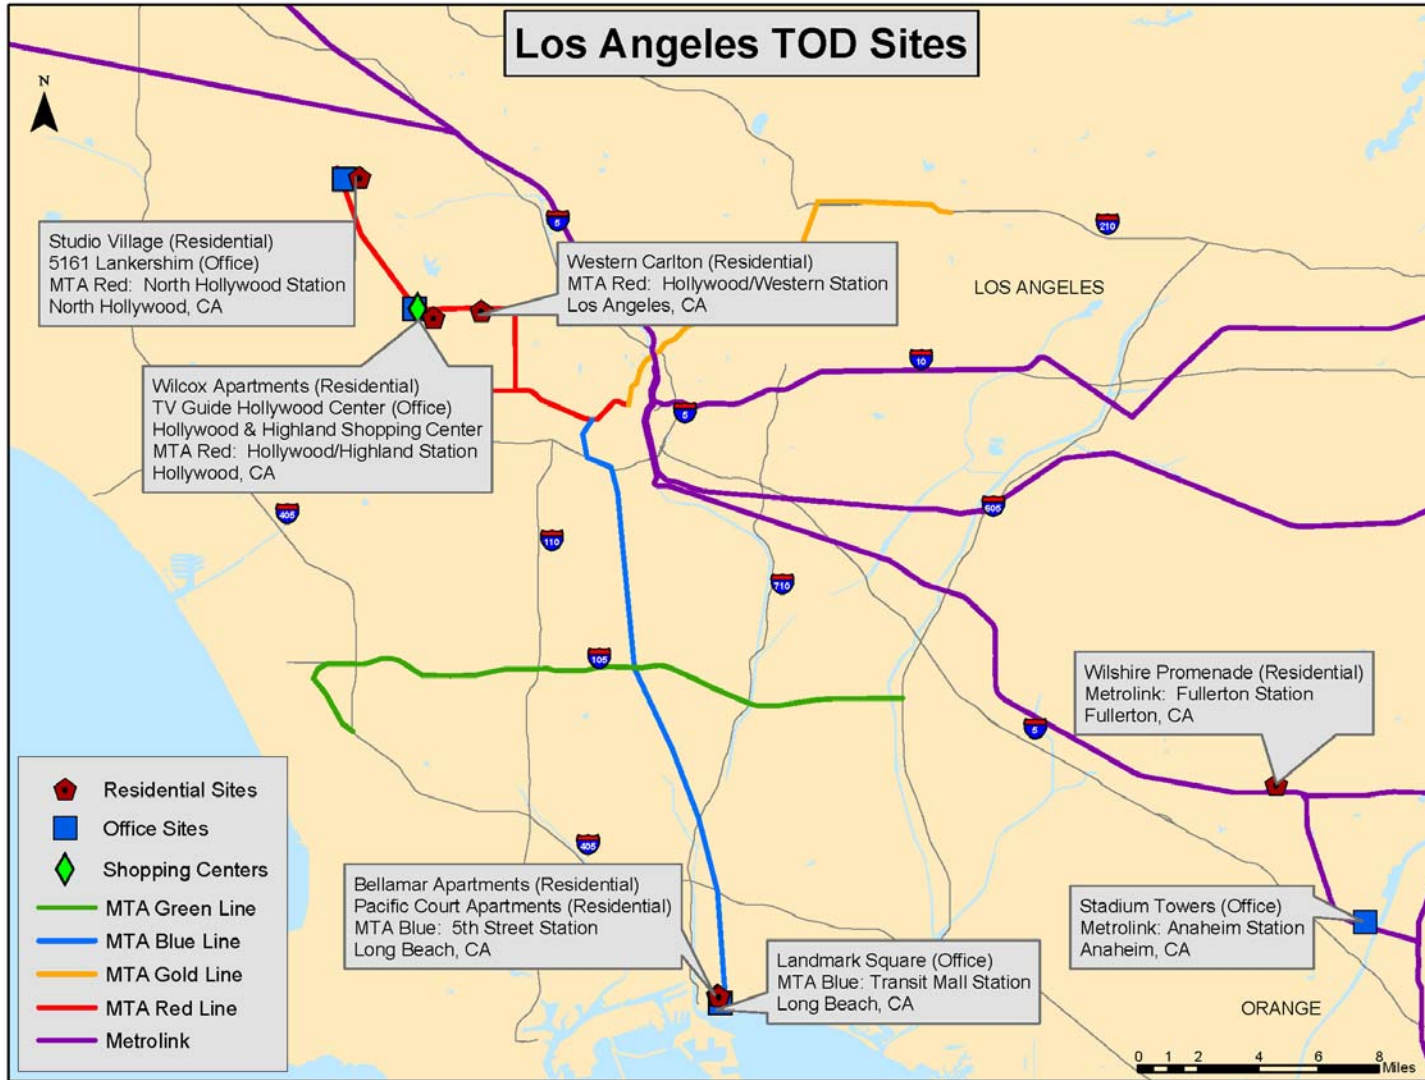 Los Angeles TOD Sites
N
5
210
Studio Village (Residential)
5161 Lankershim (Office)
MTA Red:  North Hollywood Station
North Hollywood, CA
Western Carlton (Residential)
MTA Red:  Hollywood/Western Station
Los Angeles, CA
LOS ANGELES
10
Wilcox Apartments (Residential)
TV Guide Hollywood Center (Office)
Hollywood & Highland Shopping Center
MTA Red:  Hollywood/Highland Station
Hollywood, CA
5
405
605
110
710
105
Wilshire Promenade (Residential)
Metrolink:  Fullerton Station
Fullerton, CA
5
405
Residential Sites
Office Sites
Shopping Centers
MTA Green Line
MTA Blue Line
MTA Gold Line
MTA Red Line
Metrolink
Bellamar Apartments (Residential)
Pacific Court Apartments (Residential)
MTA Blue:  5th Street Station
Long Beach, CA
Landmark Square (Office)
MTA Blue: Transit Mall Station
Long Beach, CA
Stadium Towers (Office)
Metrolink: Anaheim Station
Anaheim, CA
ORANGE
0 1 2 4 6 8
Miles